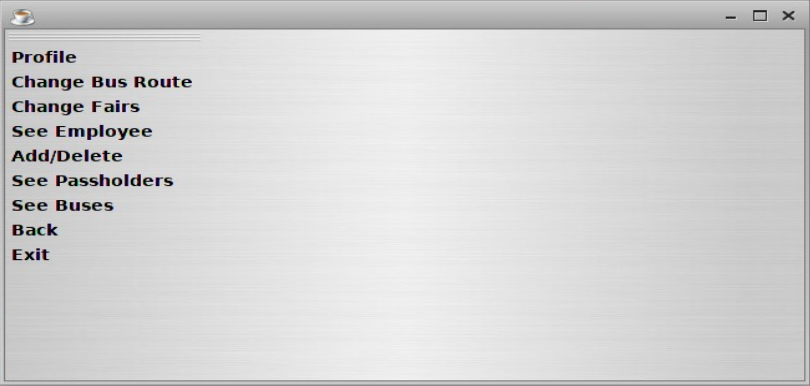 Profile
Change Bus Route
Change Fairs
See Employee
Add/Delete
See Passholders
See Buses
Back
Exit